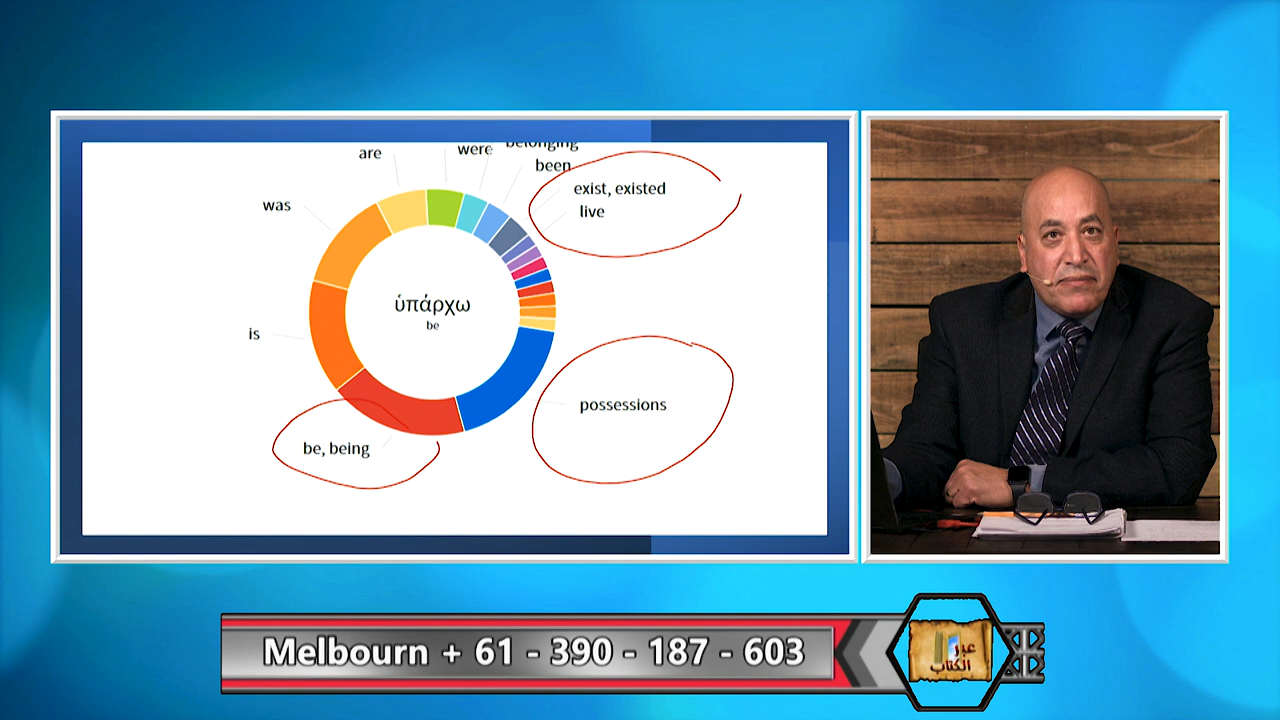 are
were
belonging
been
exist, existed
live
was
ὑπάρχω
be
is
possessions
be, being
Melbourn + 61 - 390 - 187 - 603
عبر
الكتاب